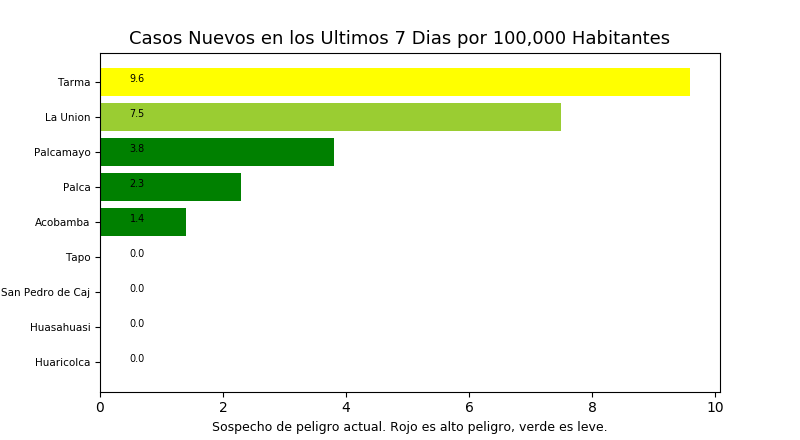 Casos Nuevos en los Ultimos 7 Dias por 100,000 Habitantes
Tarma 9.6
La Union 7.5
Palcamayo 3.8
Palca 2.3
Acobamba 1.4
Tapo 0.0
San Pedro de Caj 0.0
Huasahuasi 0.0
Huaricolca 0.0
0 2 4 6 8 10
Sospecho de peligro actual. Rojo es alto peligro, verde es leve.